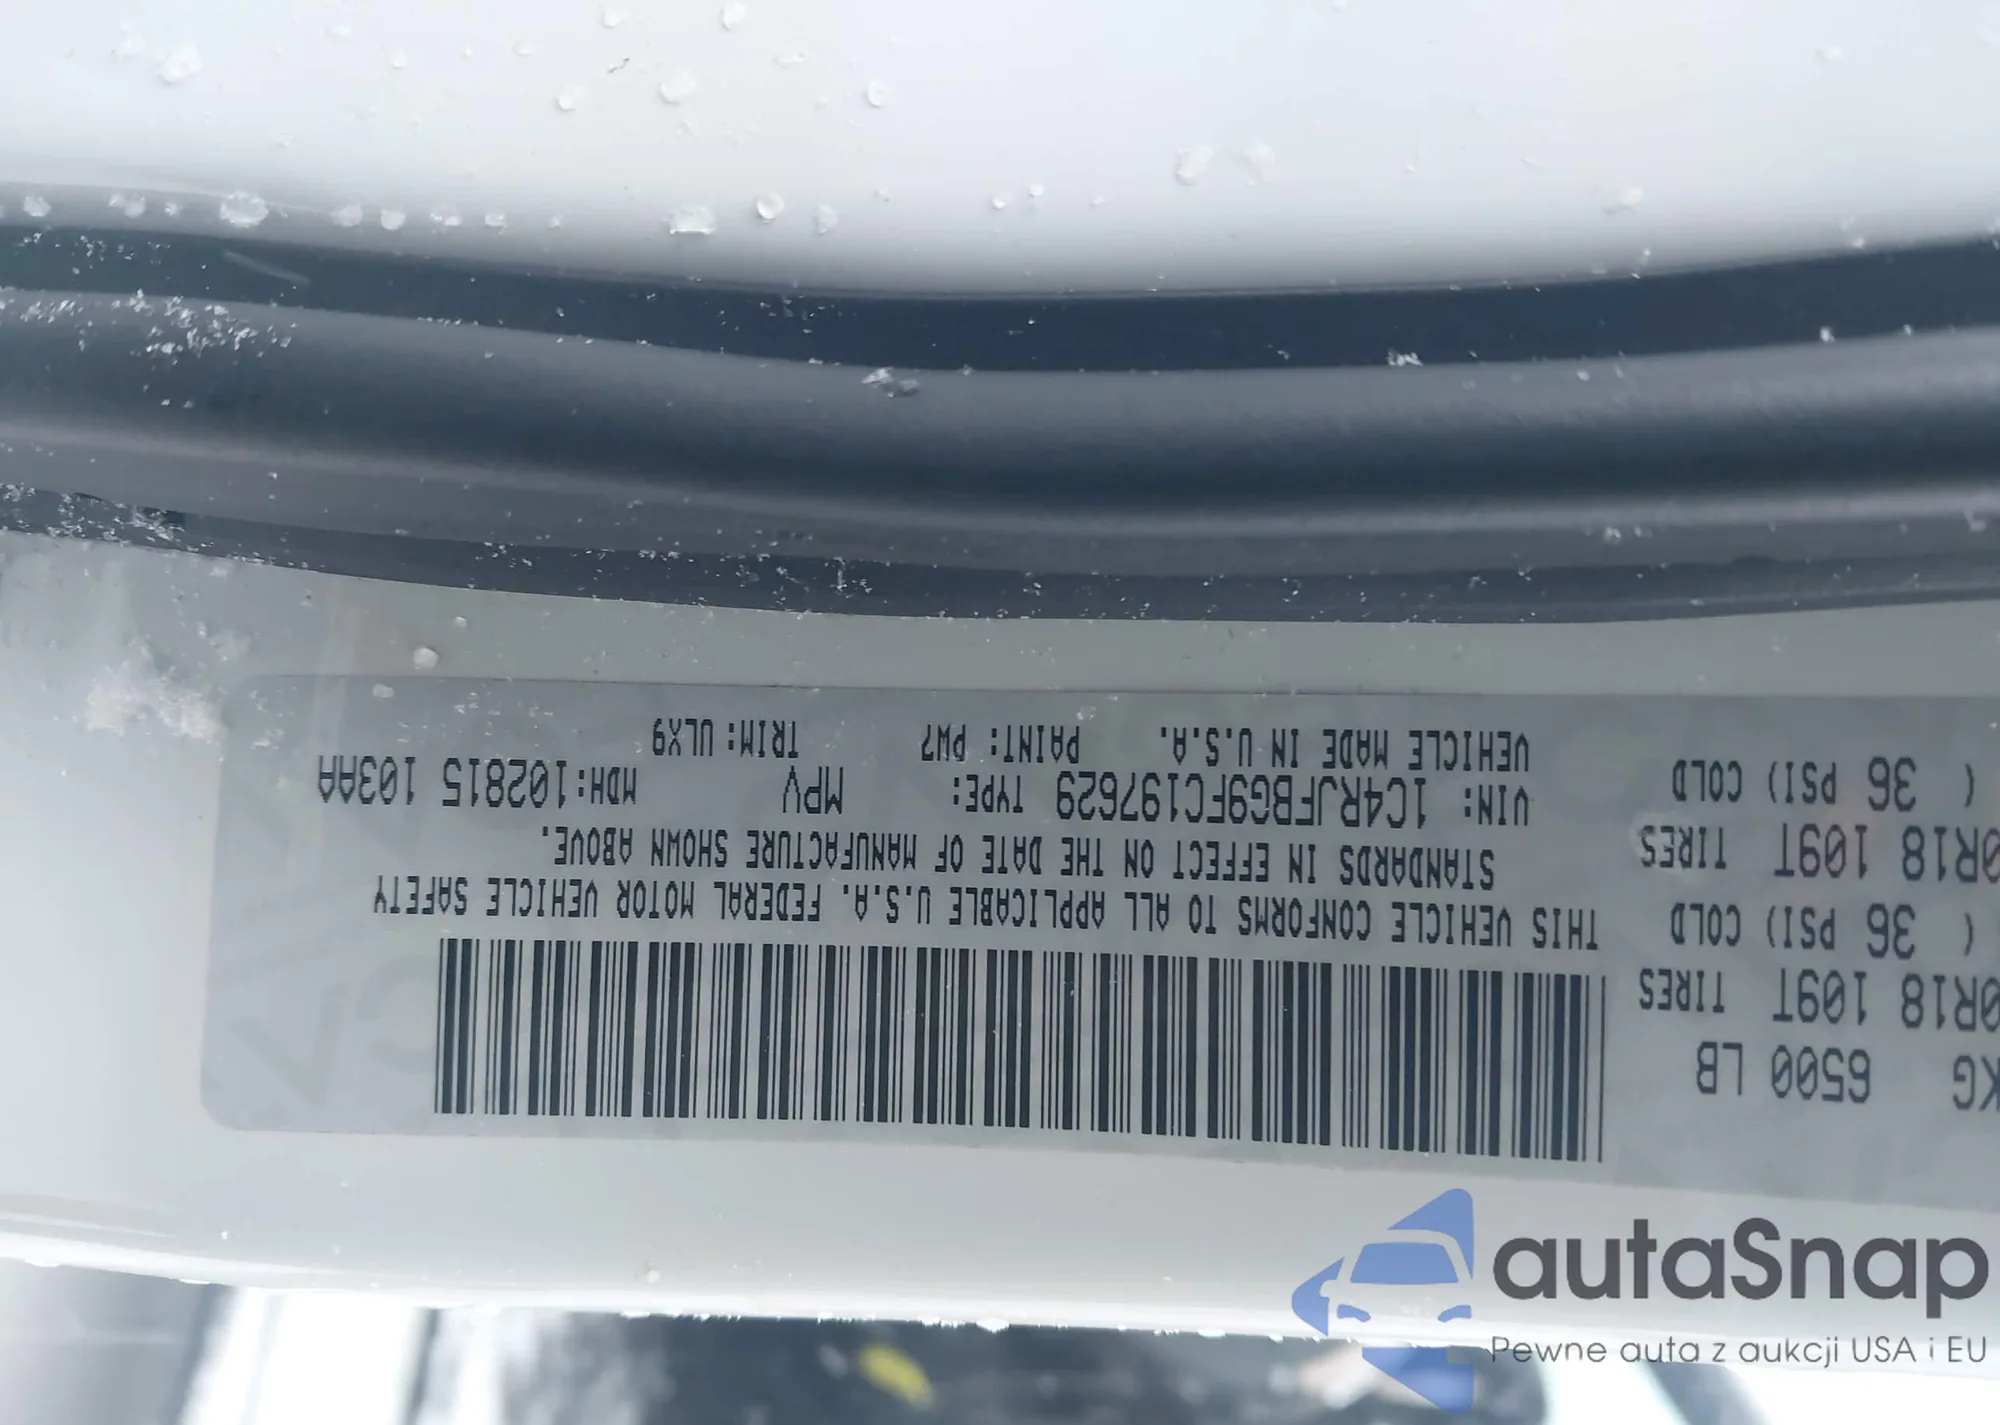 KG 6500 LB
0R18 109T TIRES
( 36 PSI) COLD
0R18 109T TIRES
( 36 PSI) COLD
THIS VEHICLE CONFORMS TO ALL APPLICABLE U.S.A. FEDERAL MOTOR VEHICLE SAFETY
STANDARDS IN EFFECT ON THE DATE OF MANUFACTURE SHOWN ABOVE.
VIN: 1C4RJFBG9FC197629 TYPE: MPV MDH:102815 103AA
VEHICLE MADE IN U.S.A. PAINT: PW7 TRIM: ULX9
autaSnap
Pewne auta z aukcji USA i EU